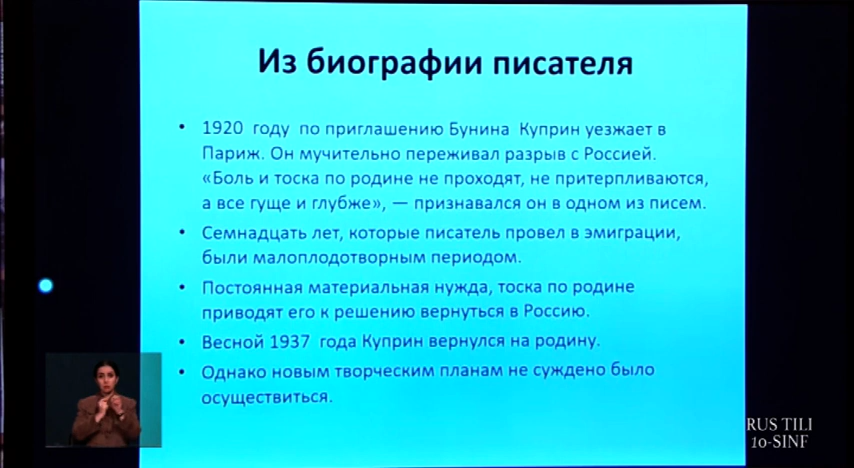 Из биографии писателя
• 1920 году по приглашению Бунина Куприн уезжает в
Париж. Он мучительно переживал разрыв с Россией.
«Боль и тоска по родине не проходят, не притерпливаются,
а все гуще и глубже», — признавался он в одном из писем.
• Семнадцать лет, которые писатель провел в эмиграции,
были малоплодотворным периодом.
• Постоянная материальная нужда, тоска по родине
приводят его к решению вернуться в Россию.
• Весной 1937 года Куприн вернулся на родину.
• Однако новым творческим планам не суждено было
осуществиться.
RUS TILI
10-SINF